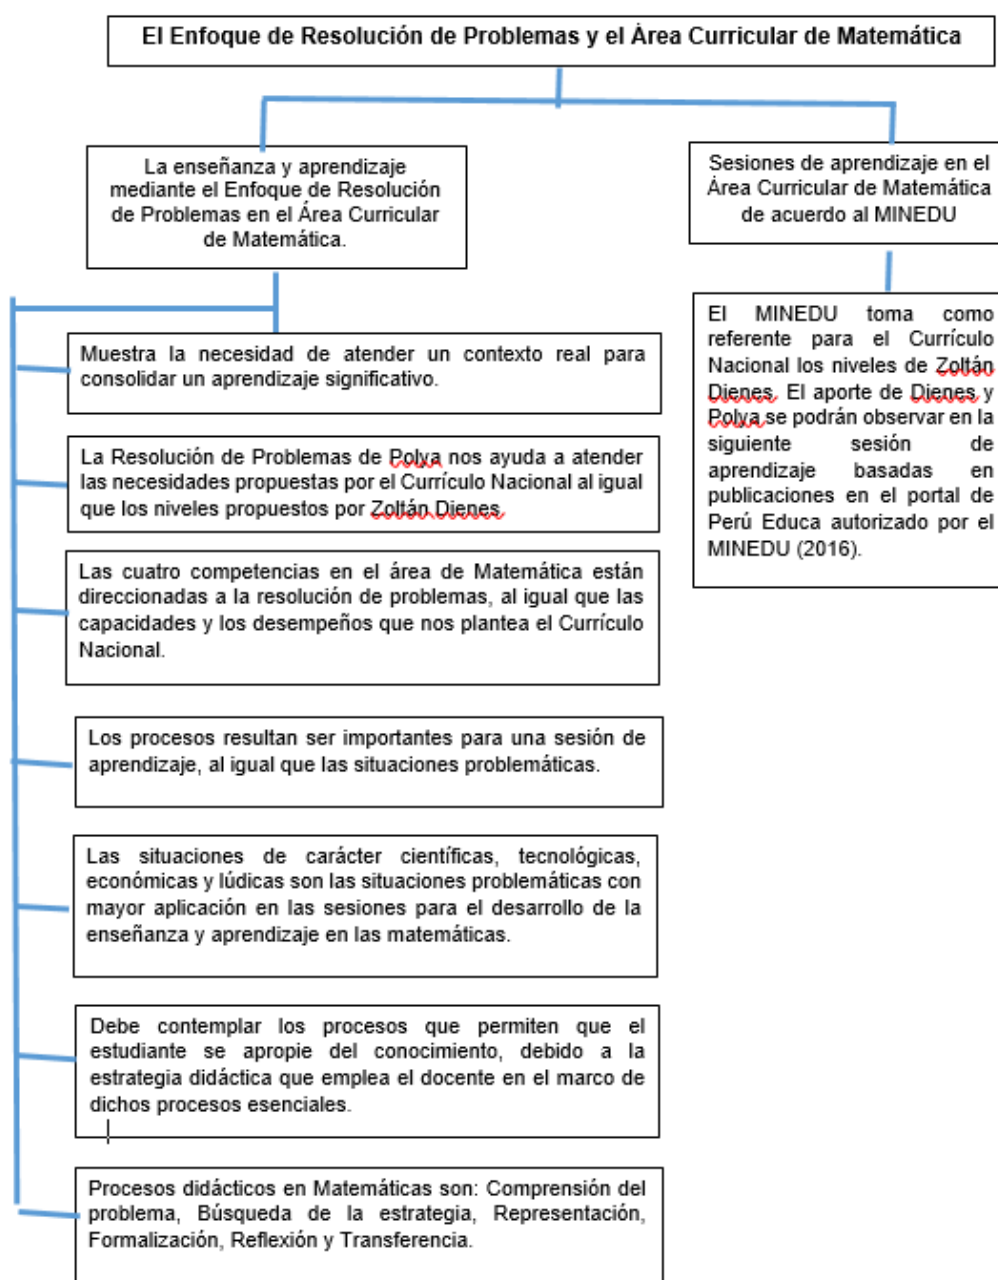 El Enfoque de Resolución de Problemas y el Área Curricular de Matemática
La enseñanza y aprendizaje
mediante el Enfoque de Resolución
de Problemas en el Área Curricular
de Matemática.
Sesiones de aprendizaje en el
Área Curricular de Matemática
de acuerdo al MINEDU
Muestra la necesidad de atender un contexto real para
consolidar un aprendizaje significativo.
La Resolución de Problemas de Polya nos ayuda a atender
las necesidades propuestas por el Currículo Nacional al igual
que los niveles propuestos por Zoltán Dienes.
Las cuatro competencias en el área de Matemática están
direccionadas a la resolución de problemas, al igual que las
capacidades y los desempeños que nos plantea el Currículo
Nacional.
Los procesos resultan ser importantes para una sesión de
aprendizaje, al igual que las situaciones problemáticas.
Las situaciones de carácter científicas, tecnológicas,
económicas y lúdicas son las situaciones problemáticas con
mayor aplicación en las sesiones para el desarrollo de la
enseñanza y aprendizaje en las matemáticas.
Debe contemplar los procesos que permiten que el
estudiante se apropie del conocimiento, debido a la
estrategia didáctica que emplea el docente en el marco de
dichos procesos esenciales.
Procesos didácticos en Matemáticas son: Comprensión del
problema, Búsqueda de la estrategia, Representación,
Formalización, Reflexión y Transferencia.
El MINEDU toma como
referente para el Currículo
Nacional los niveles de Zoltán
Dienes. El aporte de Dienes y
Polya se podrán observar en la
siguiente sesión de
aprendizaje basadas en
publicaciones en el portal de
Perú Educa autorizado por el
MINEDU (2016).